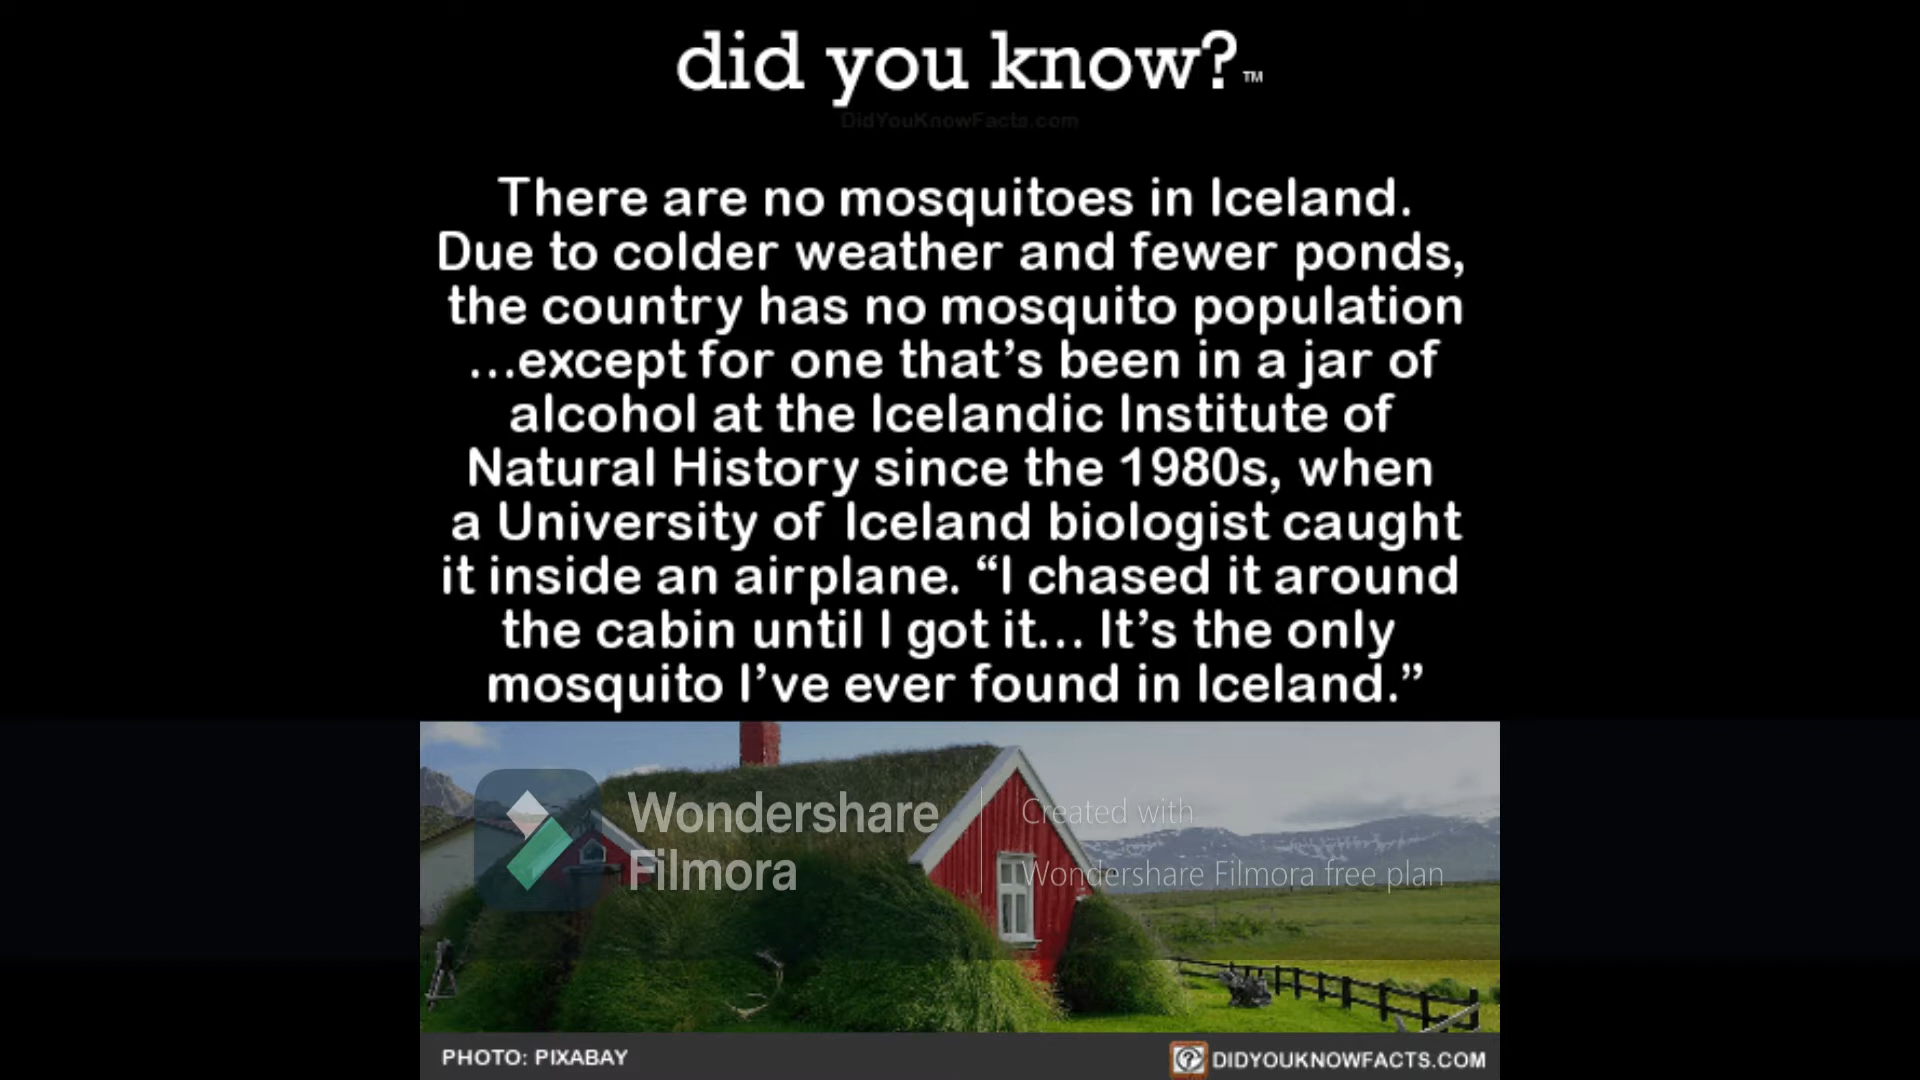 did you know?™
DidYouKnowFacts.com
There are no mosquitoes in Iceland.
Due to colder weather and fewer ponds,
the country has no mosquito population
...except for one that’s been in a jar of
alcohol at the Icelandic Institute of
Natural History since the 1980s, when
a University of Iceland biologist caught
it inside an airplane. “I chased it around
the cabin until I got it... It’s the only
mosquito I’ve ever found in Iceland.”
Wondershare
Filmora
Created with
Wondershare Filmora free plan
PHOTO: PIXABAY
DIDYOUKNOWFACTS.COM